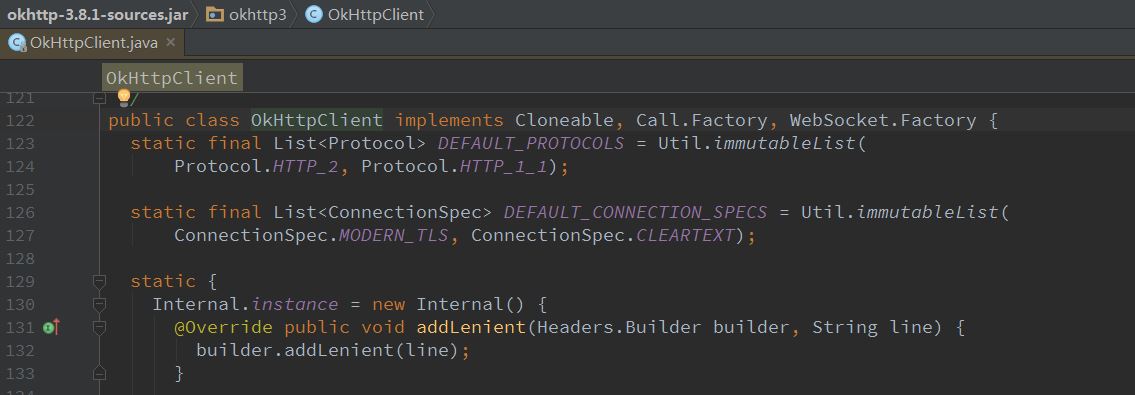 okhttp-3.8.1-sources.jar okhttp3 OkHttpClient
OkHttpClient.java ×
OkHttpClient
121 */
122 public class OkHttpClient implements Cloneable, Call.Factory, WebSocket.Factory {
123 static final List<Protocol> DEFAULT_PROTOCOLS = Util.immutableList(
124 Protocol.HTTP_2, Protocol.HTTP_1_1);
125
126 static final List<ConnectionSpec> DEFAULT_CONNECTION_SPECS = Util.immutableList(
127 ConnectionSpec.MODERN_TLS, ConnectionSpec.CLEARTEXT);
128
129 static {
130 Internal.instance = new Internal() {
131 @Override public void addLenient(Headers.Builder builder, String line) {
132 builder.addLenient(line);
133 }